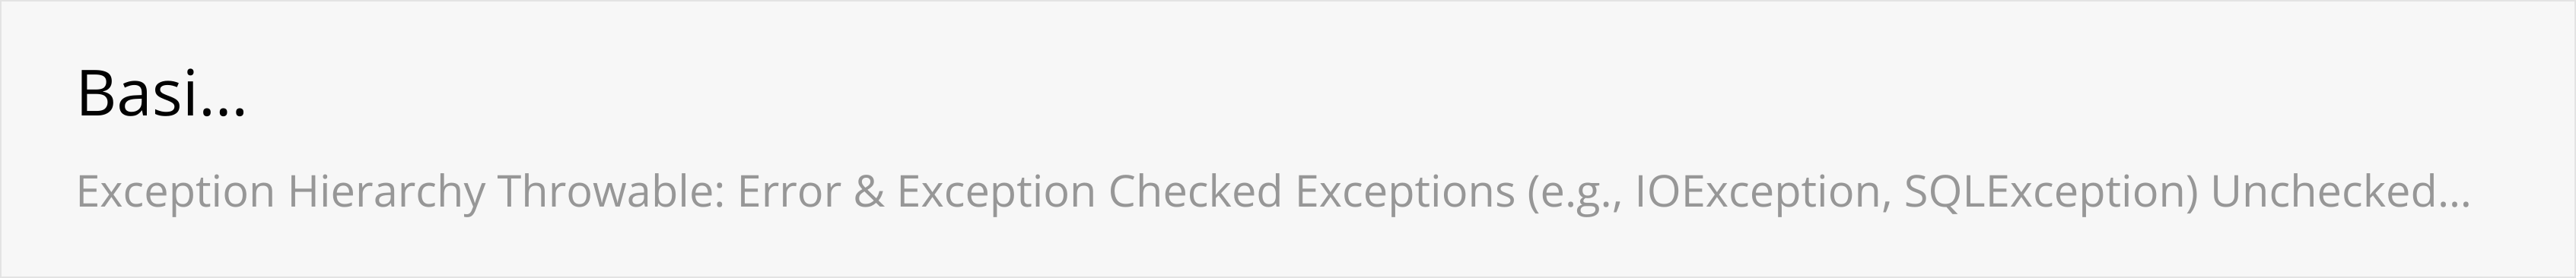 Basi...
Exception Hierarchy Throwable: Error & Exception Checked Exceptions (e.g., IOException, SQLException) Unchecked...